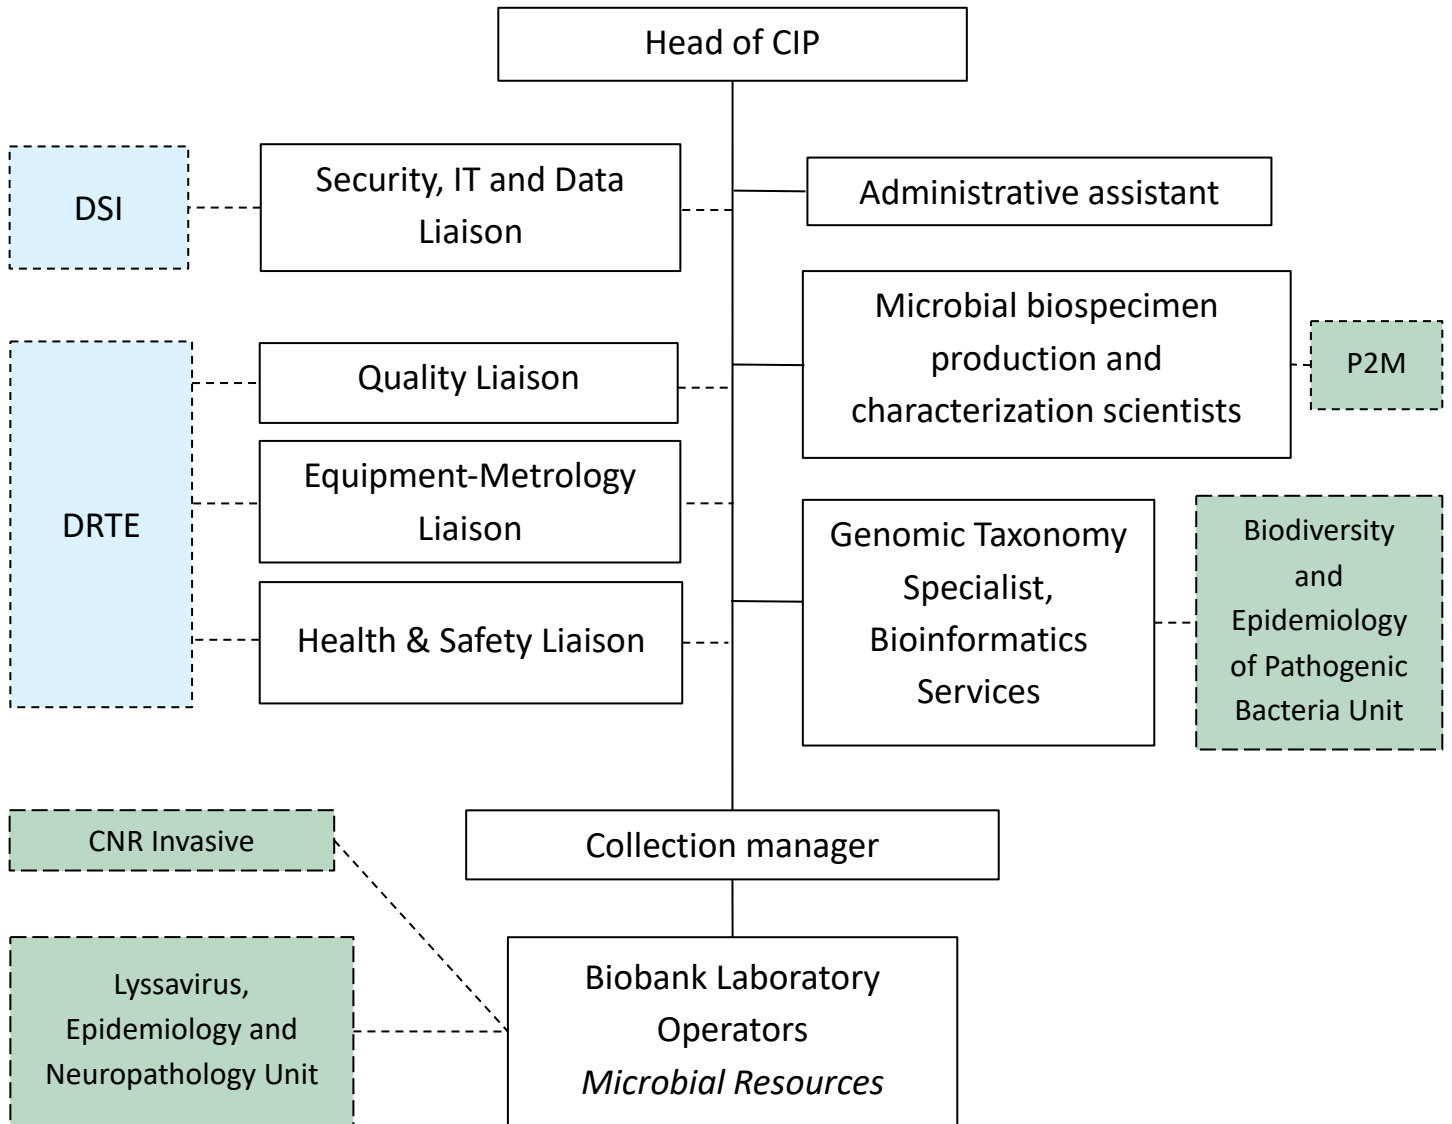 Head of CIP
DSI
Security, IT and Data
Liaison
Administrative assistant
Microbial biospecimen
production and
characterization scientists
P2M
DRTE
Quality Liaison
Equipment-Metrology
Liaison
Health & Safety Liaison
Genomic Taxonomy
Specialist,
Bioinformatics
Services
Biodiversity
and
Epidemiology
of Pathogenic
Bacteria Unit
CNR Invasive
Collection manager
Lyssavirus,
Epidemiology and
Neuropathology Unit
Biobank Laboratory
Operators
Microbial Resources